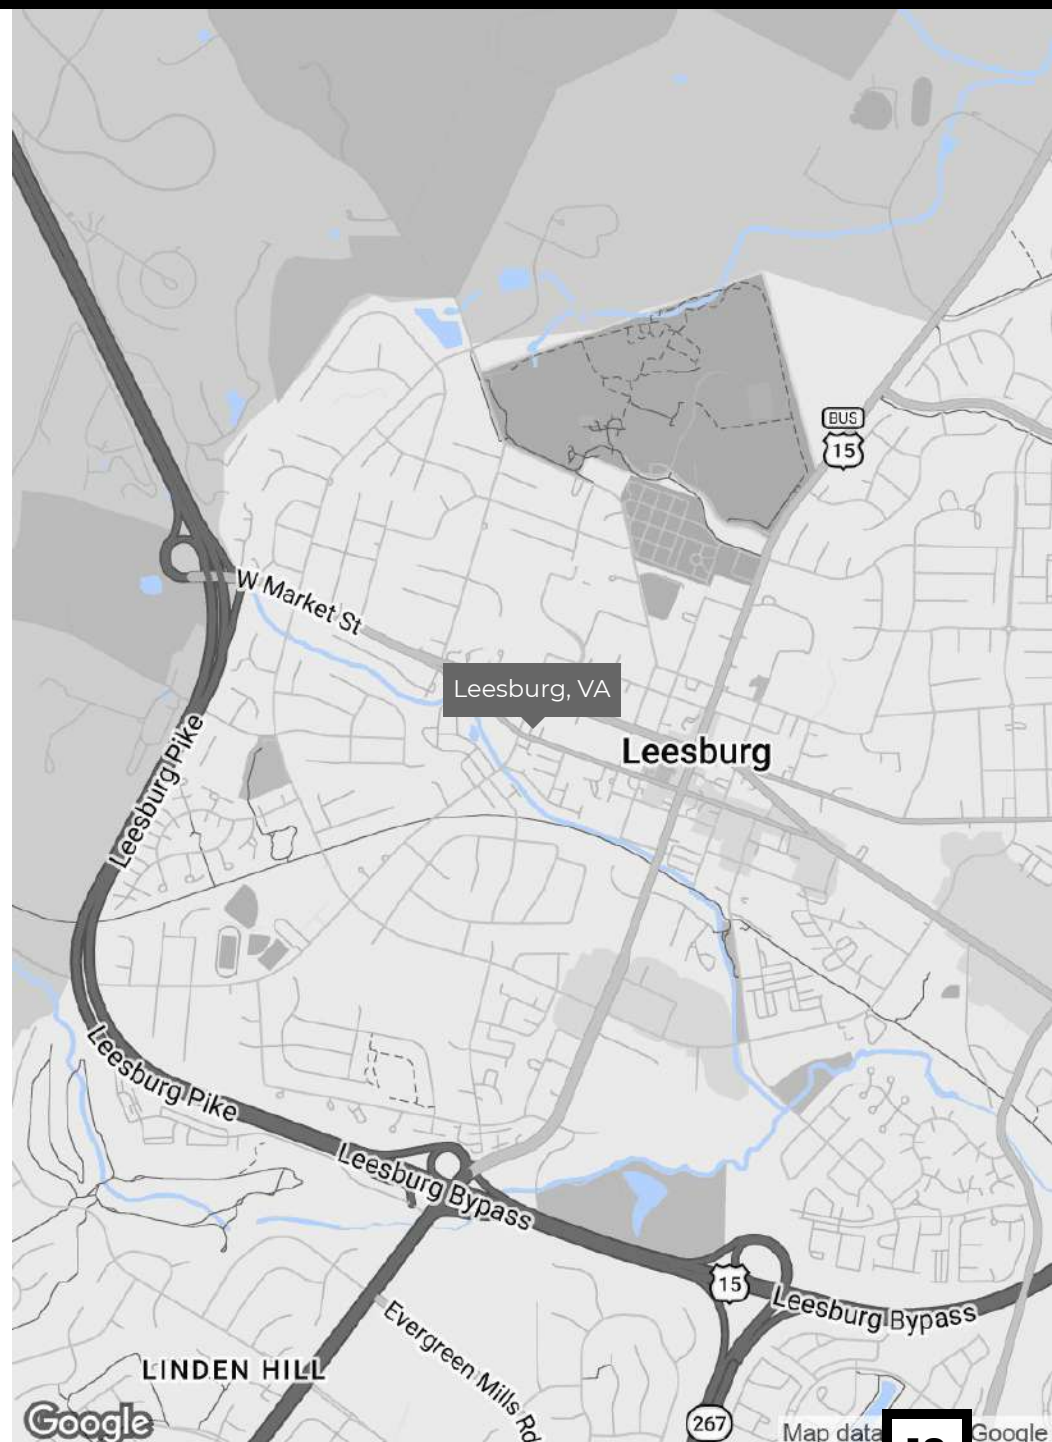 BUS
15
W Market St
Leesburg, VA
Leesburg
Leesburg Pike
Leesburg Pike
Leesburg Bypass
15
Leesburg Bypass
Evergreen Mills Rd
LINDEN HILL
267
Google
Map data
Google